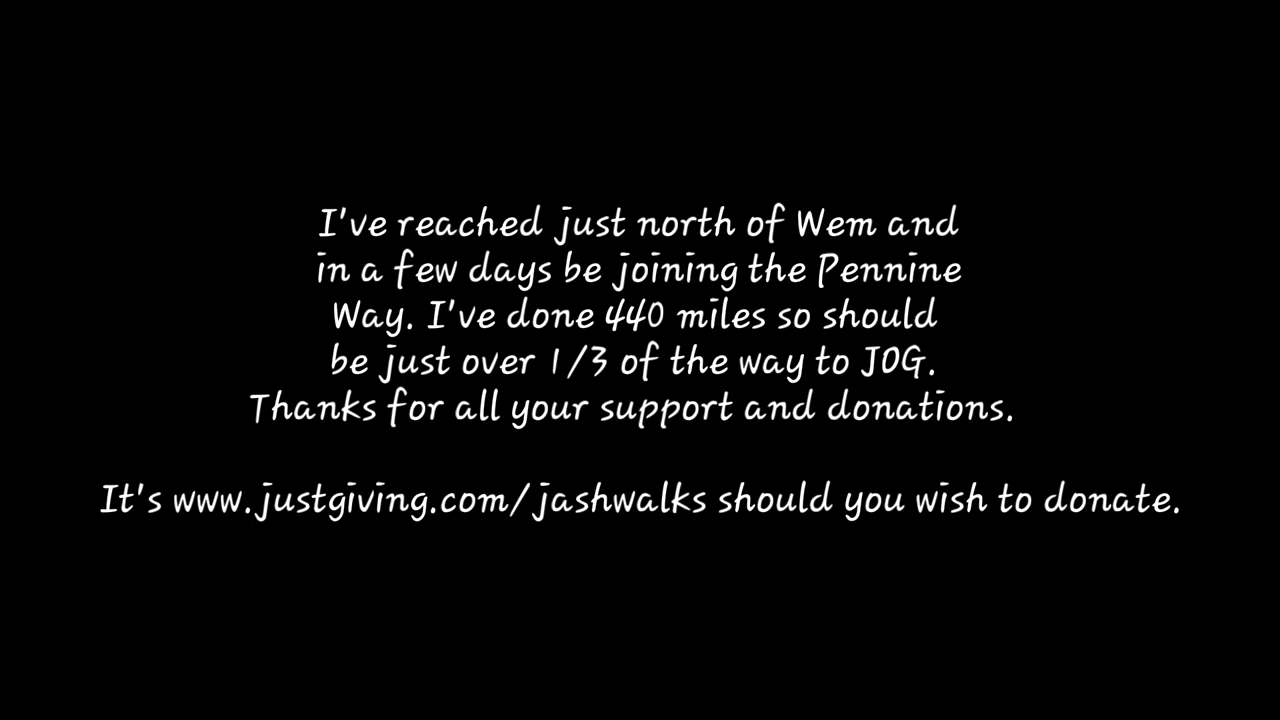 I've reached just north of Wem and
in a few days be joining the Pennine
Way. I've done 440 miles so should
be just over 1/3 of the way to JOG.
Thanks for all your support and donations.
It's www.justgiving.com/jashwalks should you wish to donate.